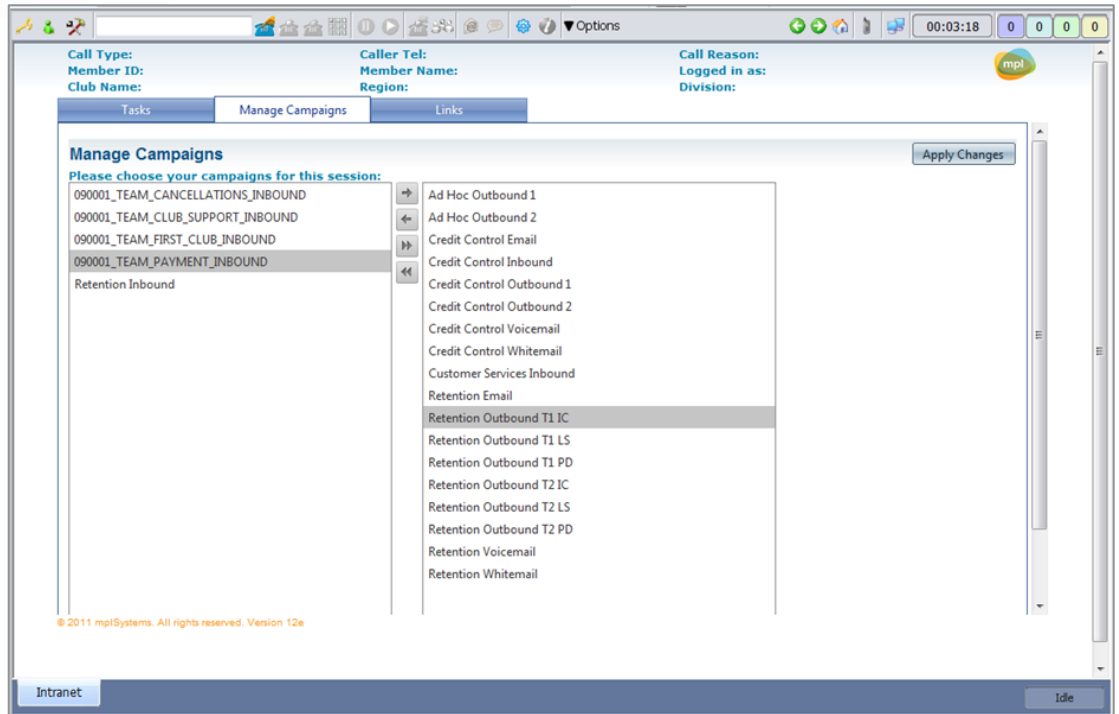 ▼Options 00:03:18 0 0 0 0
Call Type: Caller Tel: Call Reason:
Member ID: Member Name: Logged in as:
Club Name: Region: Division:
mpl
Tasks Manage Campaigns Links
Manage Campaigns Apply Changes
Please choose your campaigns for this session:
090001_TEAM_CANCELLATIONS_INBOUND
090001_TEAM_CLUB_SUPPORT_INBOUND
090001_TEAM_FIRST_CLUB_INBOUND
090001_TEAM_PAYMENT_INBOUND
Retention Inbound
Ad Hoc Outbound 1
Ad Hoc Outbound 2
Credit Control Email
Credit Control Inbound
Credit Control Outbound 1
Credit Control Outbound 2
Credit Control Voicemail
Credit Control Whitemail
Customer Services Inbound
Retention Email
Retention Outbound T1 IC
Retention Outbound T1 LS
Retention Outbound T1 PD
Retention Outbound T2 IC
Retention Outbound T2 LS
Retention Outbound T2 PD
Retention Voicemail
Retention Whitemail
© 2011 mplSystems. All rights reserved. Version 12e
Intranet Idle